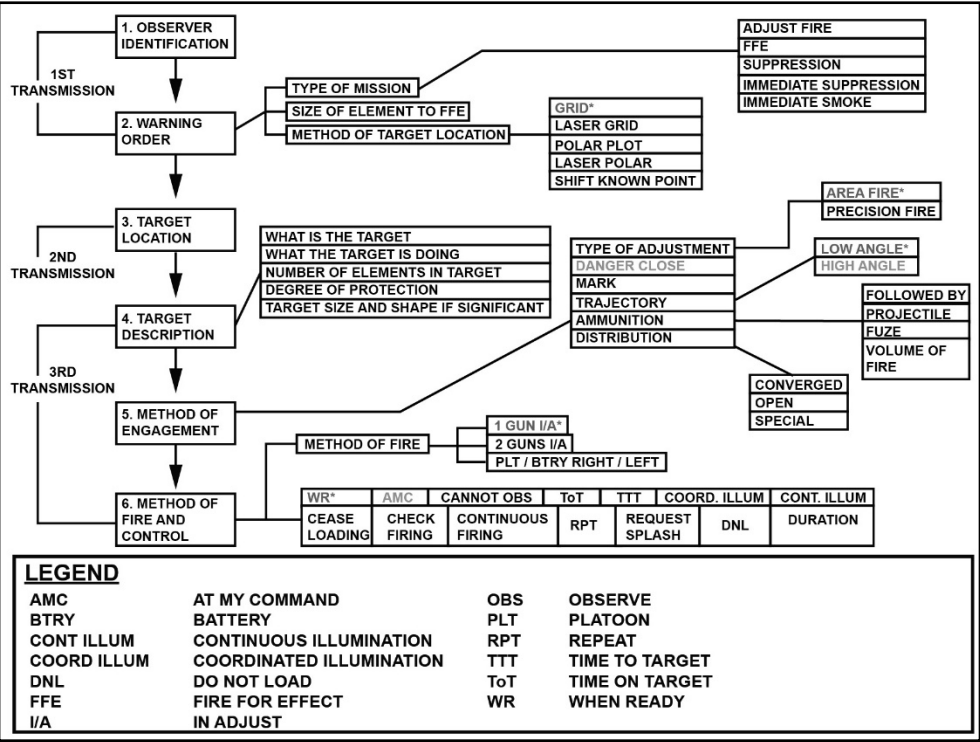 1. OBSERVER
IDENTIFICATION
1ST
TRANSMISSION
2. WARNING
ORDER
TYPE OF MISSION
SIZE OF ELEMENT TO FFE
METHOD OF TARGET LOCATION
ADJUST FIRE
FFE
SUPPRESSION
IMMEDIATE SUPPRESSION
IMMEDIATE SMOKE
GRID*
LASER GRID
POLAR PLOT
LASER POLAR
SHIFT KNOWN POINT
3. TARGET
LOCATION
2ND
TRANSMISSION
4. TARGET
DESCRIPTION
WHAT IS THE TARGET
WHAT THE TARGET IS DOING
NUMBER OF ELEMENTS IN TARGET
DEGREE OF PROTECTION
TARGET SIZE AND SHAPE IF SIGNIFICANT
3RD
TRANSMISSION
5. METHOD OF
ENGAGEMENT
TYPE OF ADJUSTMENT
DANGER CLOSE
MARK
TRAJECTORY
AMMUNITION
DISTRIBUTION
AREA FIRE*
PRECISION FIRE
LOW ANGLE*
HIGH ANGLE
FOLLOWED BY
PROJECTILE
FUZE
VOLUME OF
FIRE
CONVERGED
OPEN
SPECIAL
6. METHOD OF
FIRE AND
CONTROL
METHOD OF FIRE
1 GUN I/A*
2 GUNS I/A
PLT / BTRY RIGHT / LEFT
WR* AMC CANNOT OBS ToT TTT COORD. ILLUM CONT. ILLUM
CEASE CHECK CONTINUOUS RPT REQUEST DNL DURATION
LOADING FIRING FIRING SPLASH
LEGEND
AMC AT MY COMMAND OBS OBSERVE
BTRY BATTERY PLT PLATOON
CONT ILLUM CONTINUOUS ILLUMINATION RPT REPEAT
COORD ILLUM COORDINATED ILLUMINATION TTT TIME TO TARGET
DNL DO NOT LOAD ToT TIME ON TARGET
FFE FIRE FOR EFFECT WR WHEN READY
I/A IN ADJUST